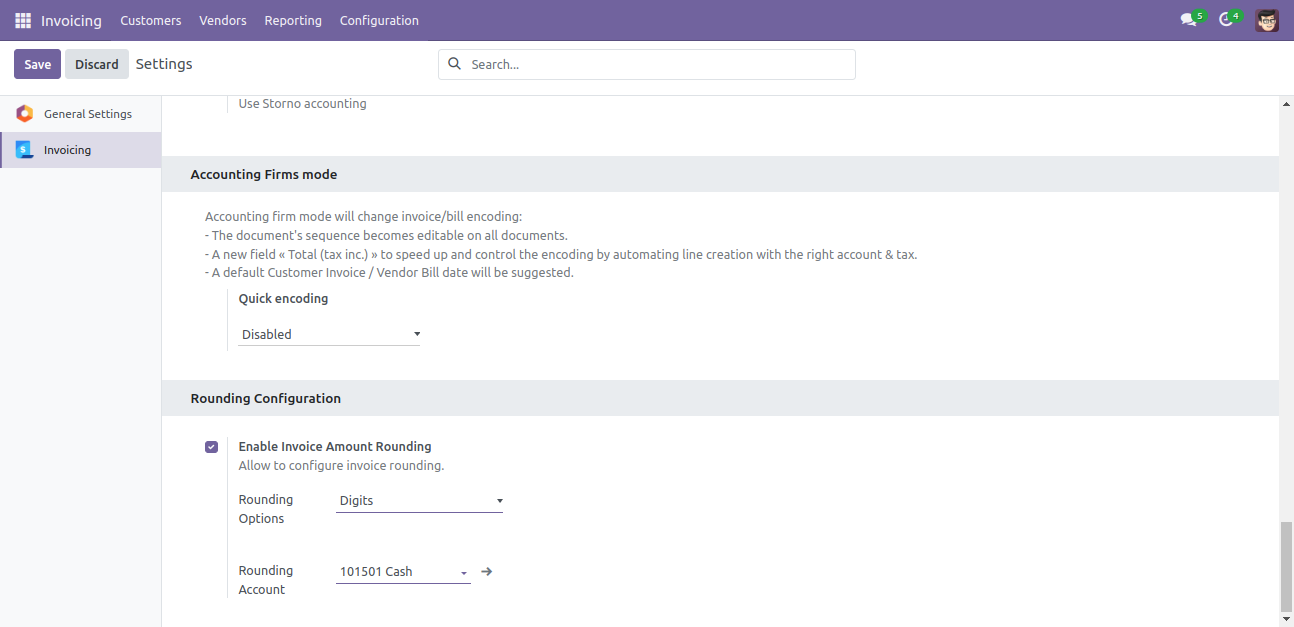 Invoicing Customers Vendors Reporting Configuration 5 4
Save Discard Settings Search...
General Settings
Invoicing
Use Storno accounting
Accounting Firms mode
Accounting firm mode will change invoice/bill encoding:
- The document's sequence becomes editable on all documents.
- A new field « Total (tax inc.) » to speed up and control the encoding by automating line creation with the right account & tax.
- A default Customer Invoice / Vendor Bill date will be suggested.
Quick encoding
Disabled
Rounding Configuration
Enable Invoice Amount Rounding
Allow to configure invoice rounding.
Rounding Digits
Options
Rounding 101501 Cash
Account